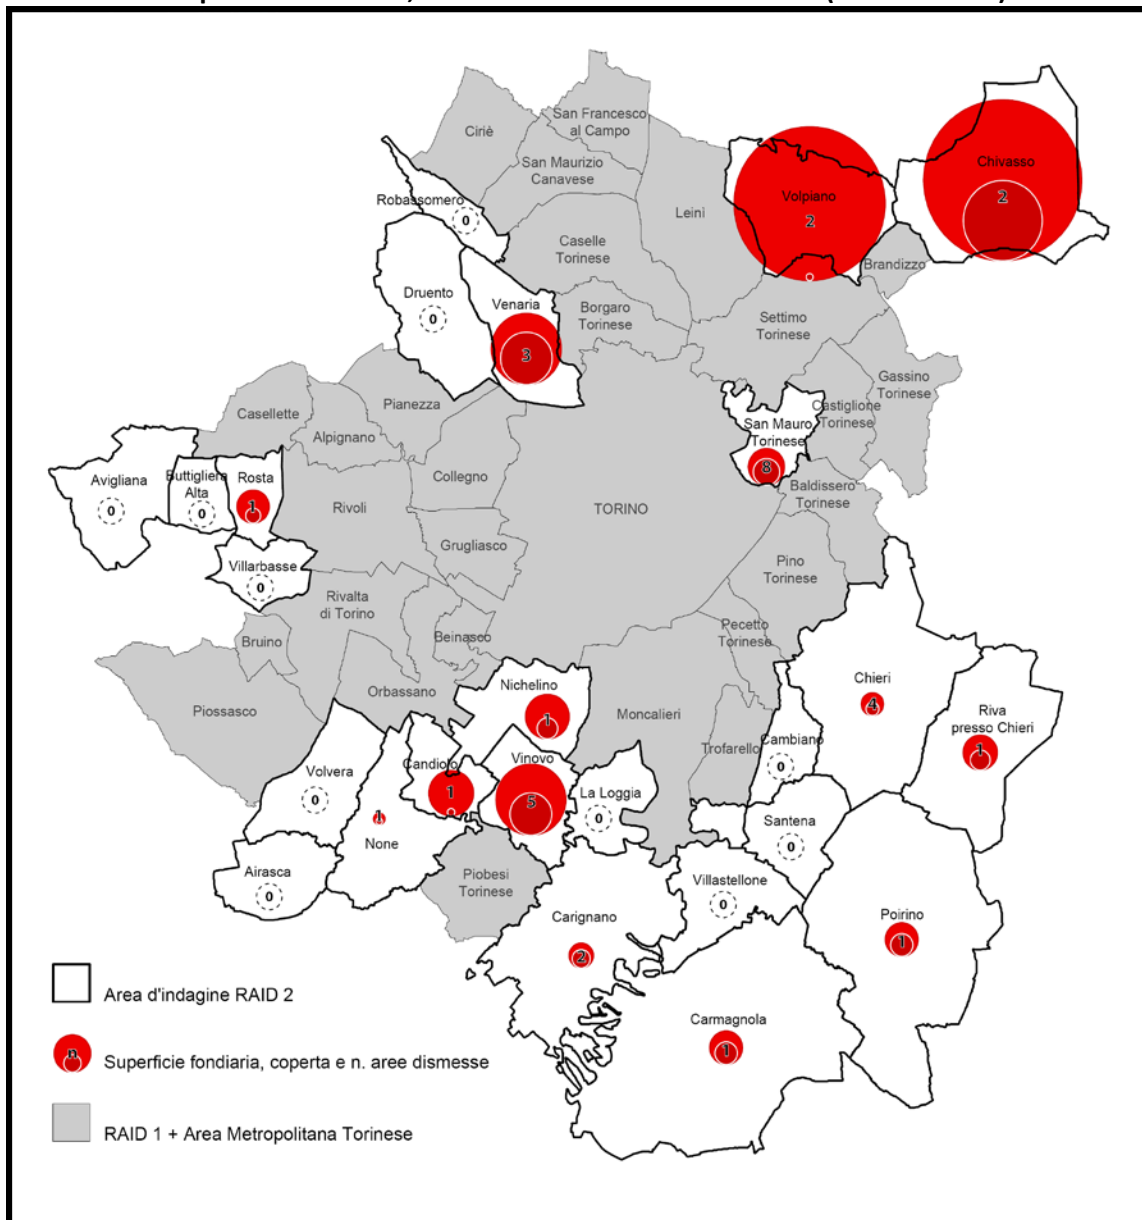 San Francesco
al Campo
Ciriè
San Maurizio
Canavese
Chivasso
2
Robassomero
0
Volpiano
2
Leinì
Caselle
Torinese
Brandizzo
Druento
0
Venaria
3
Borgaro
Torinese
Settimo
Torinese
Gassino
Torinese
Pianezza
Casellette
Castiglione
Torinese
Alpignano
San Mauro
Torinese
8
Avigliana
0
Buttigliera
Alta
0
Rosta
1
Collegno
Rivoli
TORINO
Baldissero
Torinese
Grugliasco
Villarbasse
0
Pino
Torinese
Rivalta
di Torino
Bruino
Beinasco
Pecetto
Torinese
Chieri
4
Nichelino
1
Orbassano
Piossasco
Moncalieri
Riva
presso Chieri
1
Trofarello
Cambiano
0
Volvera
0
Candiolo
1
Vinovo
5
La Loggia
0
1
None
Santena
0
Airasca
0
Piobesi
Torinese
Villastellone
0
Carignano
2
Poirino
1
Carmagnola
1
Area d'indagine RAID 2
n
Superficie fondiaria, coperta e n. aree dismesse
RAID 1 + Area Metropolitana Torinese